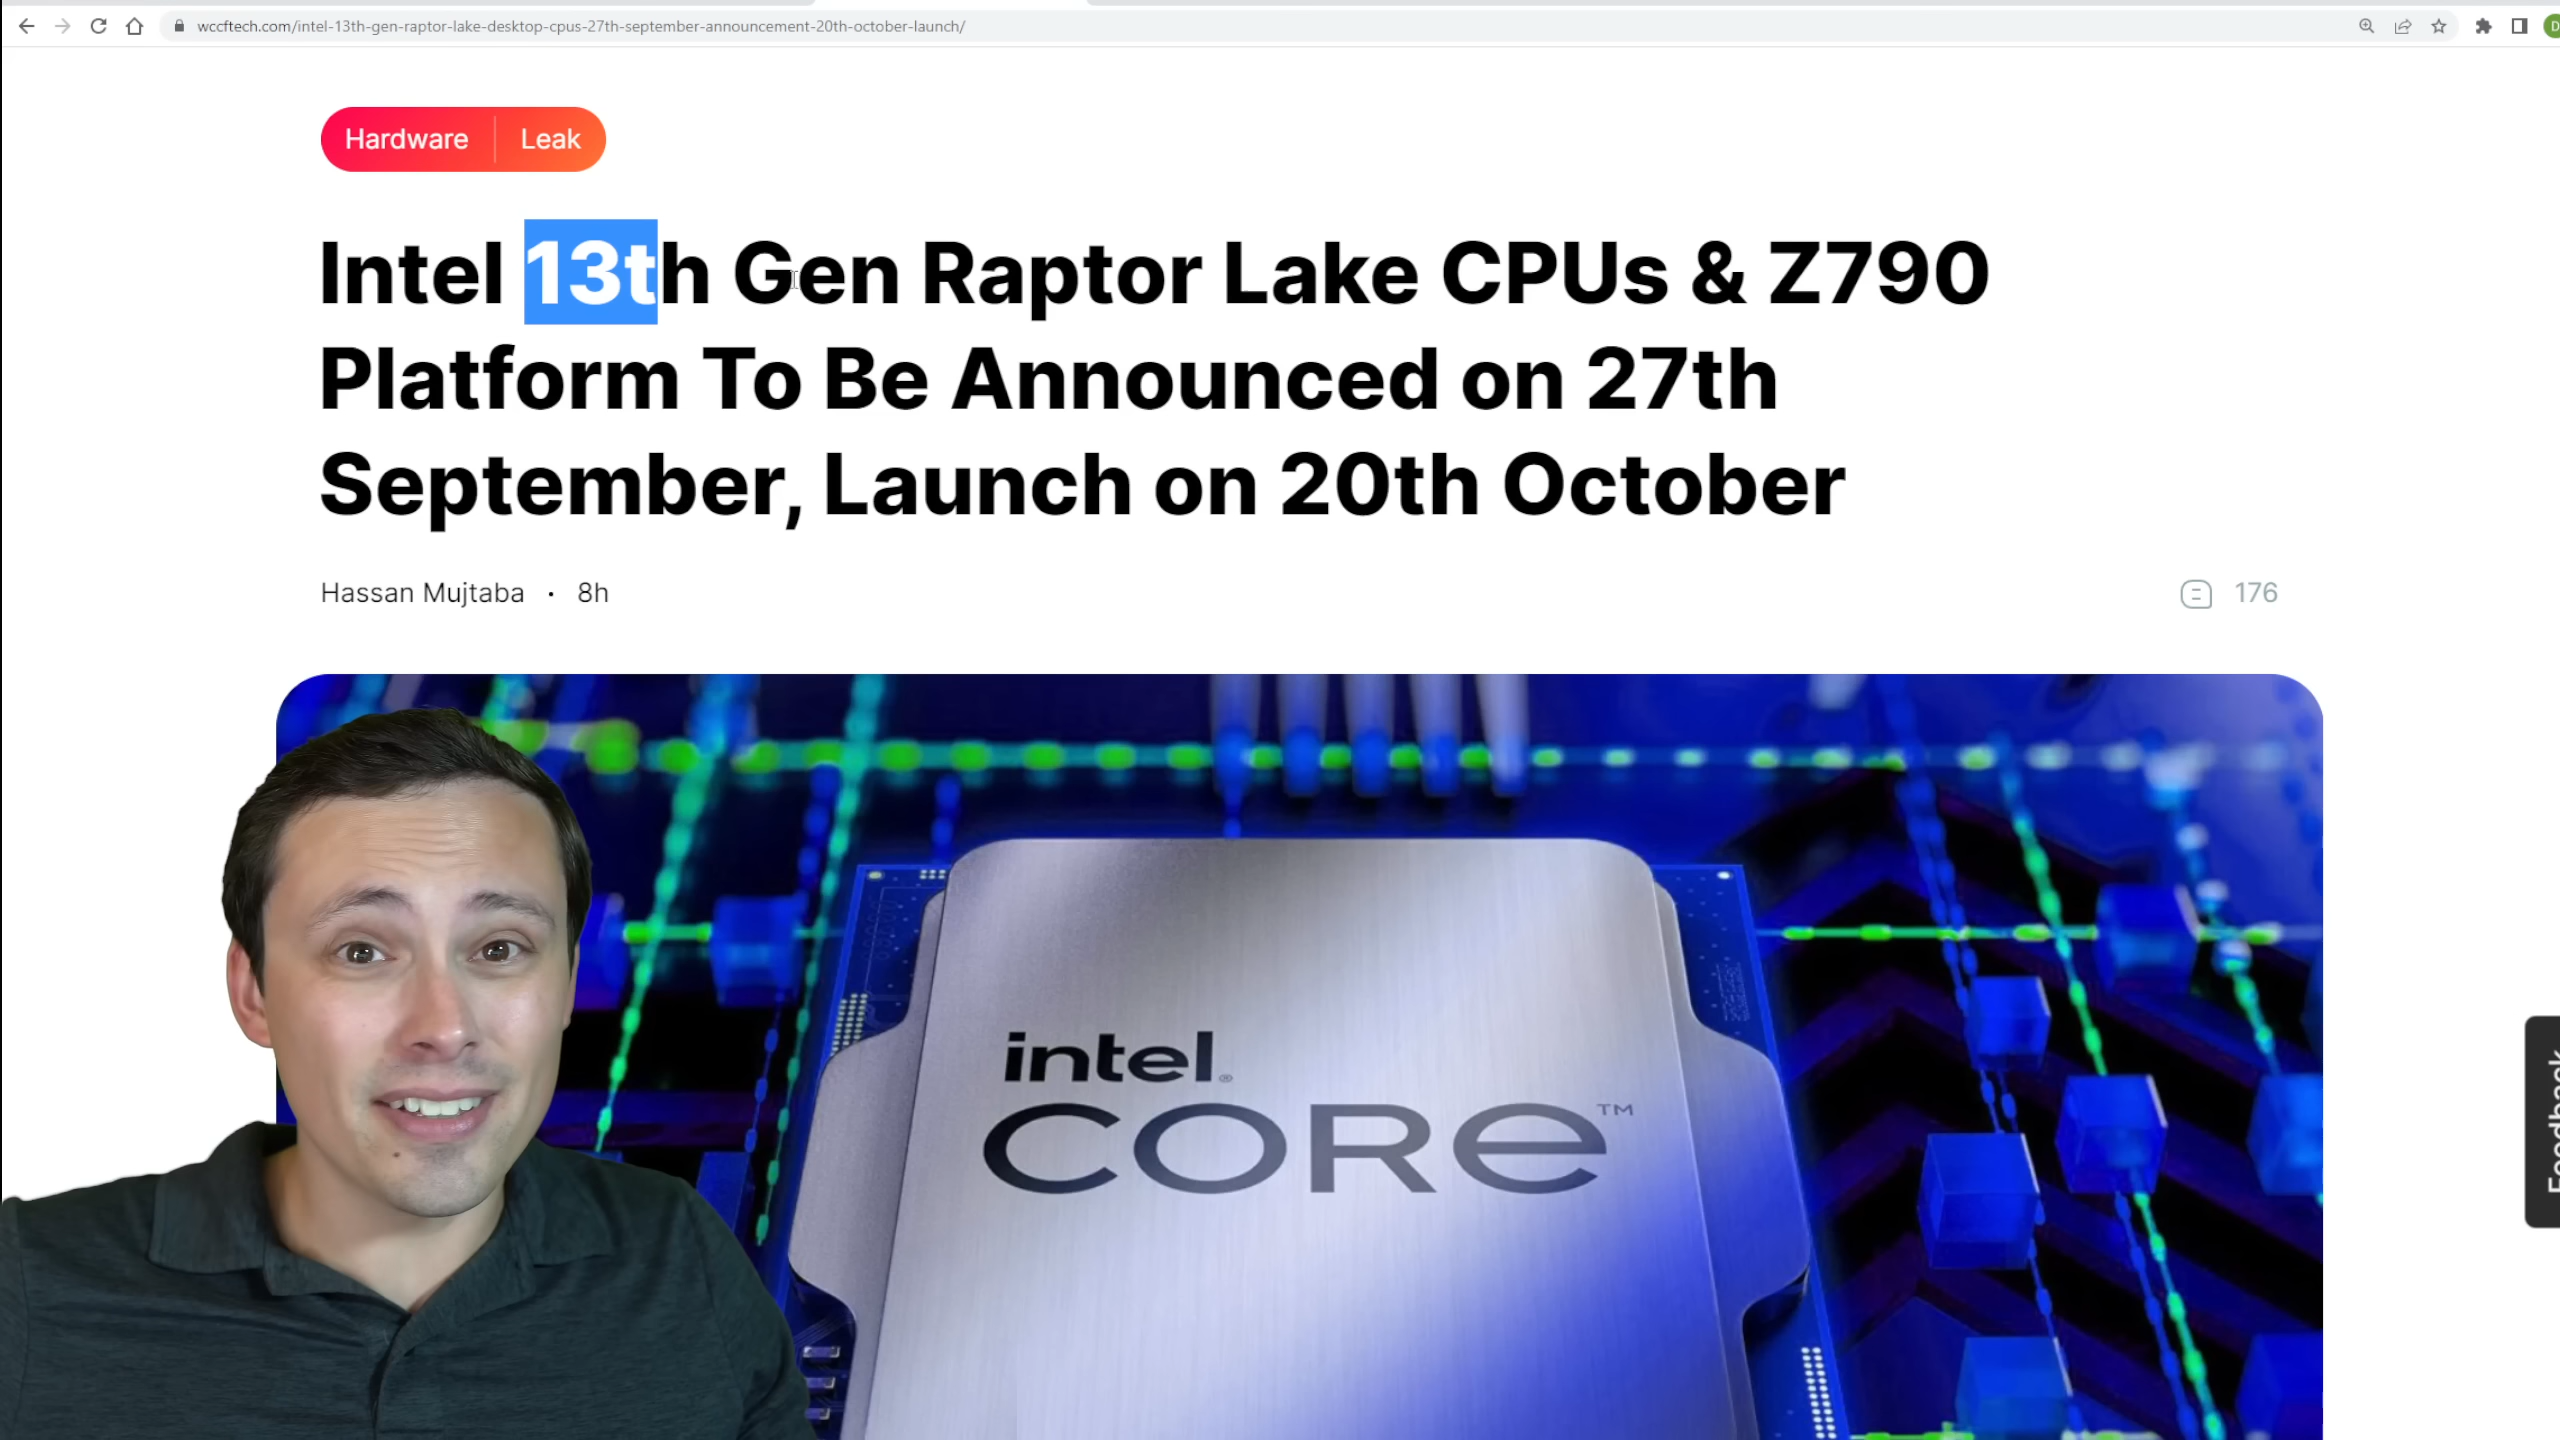 wccftech.com/intel-13th-gen-raptor-lake-desktop-cpus-27th-september-announcement-20th-october-launch/
D
Hardware Leak
Intel 13th Gen Raptor Lake CPUs & Z790
Platform To Be Announced on 27th
September, Launch on 20th October
Hassan Mujtaba • 8h
176
intel®
CORE™
Feedback